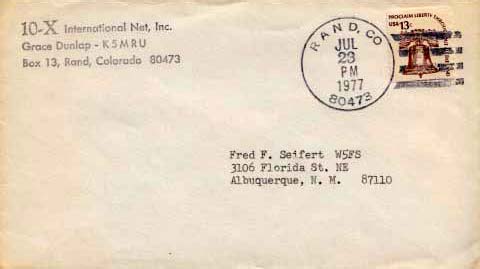 10-X International Net, Inc.
Grace Dunlap - K5MRU
Box 13, Rand, Colorado 80473
RAND, CO
JUL
23
PM
1977
80473
PROCLAIM LIBERTY THROUGHOUT
USA 13c
Fred F. Seifert W5FS
3106 Florida St. NE
Albuquerque, N. M. 87110